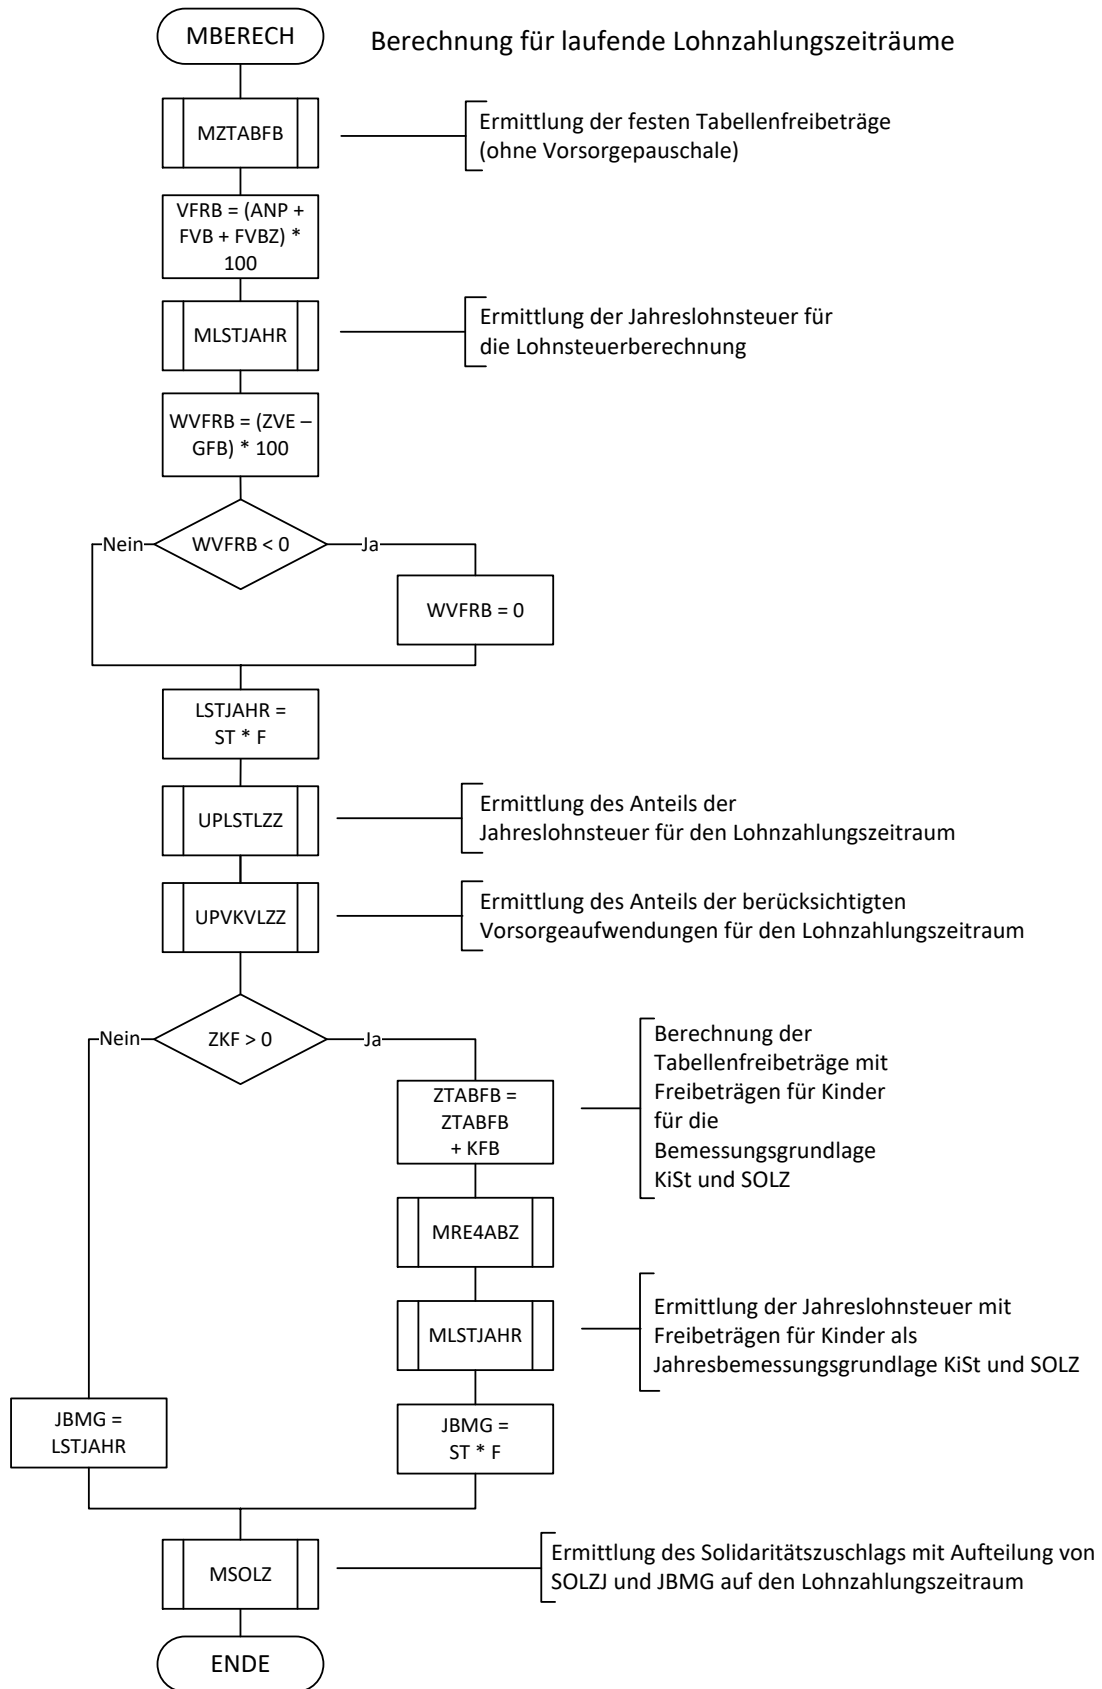 MBERECH
Berechnung für laufende Lohnzahlungszeiträume
MZTABFB
Ermittlung der festen Tabellenfreibeträge
(ohne Vorsorgepauschale)
VFRB = (ANP +
FVB + FVBZ) *
100
MLSTJAHR
Ermittlung der Jahreslohnsteuer für
die Lohnsteuerberechnung
WVFRB = (ZVE –
GFB) * 100
Nein
WVFRB < 0
Ja
WVFRB = 0
LSTJAHR =
ST * F
UPLSTLZZ
Ermittlung des Anteils der
Jahreslohnsteuer für den Lohnzahlungszeitraum
UPVKVLZZ
Ermittlung des Anteils der berücksichtigten
Vorsorgeaufwendungen für den Lohnzahlungszeitraum
Nein
ZKF > 0
Ja
ZTABFB =
ZTABFB
+ KFB
Berechnung der
Tabellenfreibeträge mit
Freibeträgen für Kinder
für die
Bemessungsgrundlage
KiSt und SOLZ
MRE4ABZ
MLSTJAHR
Ermittlung der Jahreslohnsteuer mit
Freibeträgen für Kinder als
Jahresbemessungsgrundlage KiSt und SOLZ
JBMG =
LSTJAHR
JBMG =
ST * F
MSOLZ
Ermittlung des Solidaritätszuschlags mit Aufteilung von
SOLZJ und JBMG auf den Lohnzahlungszeitraum
ENDE